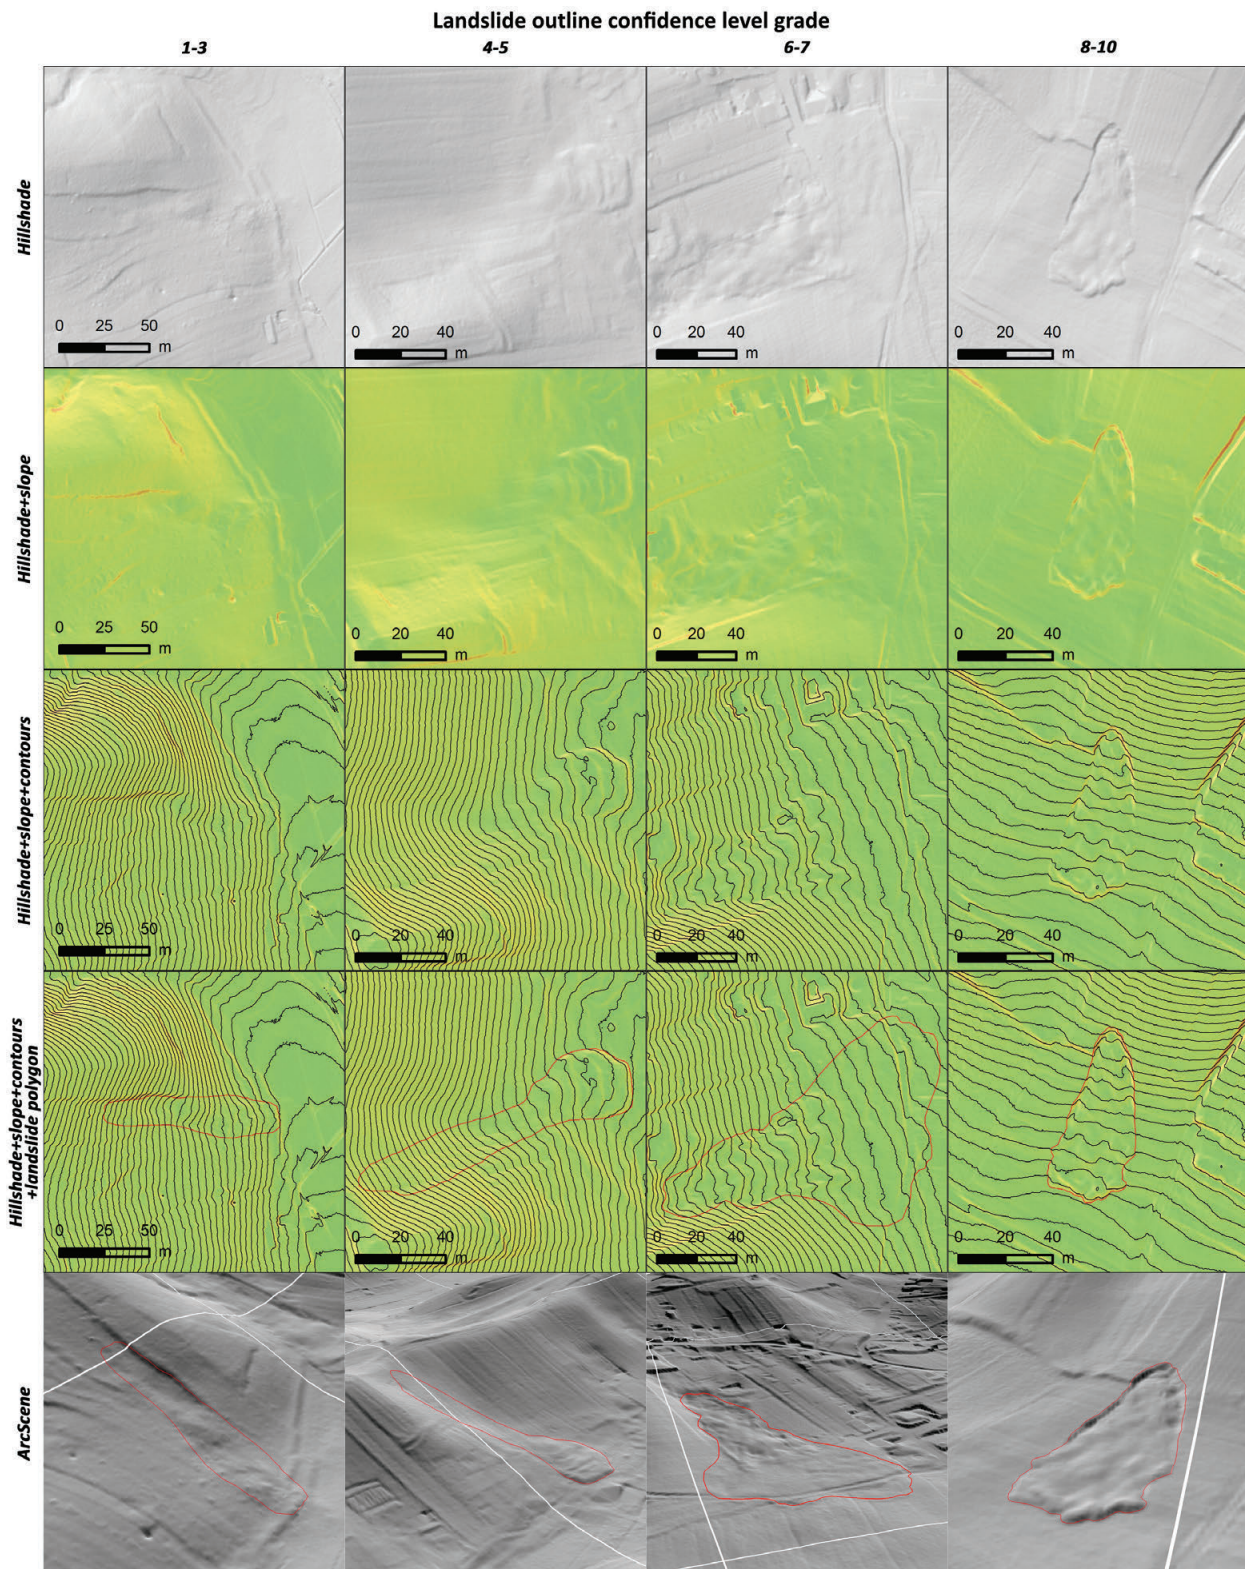 Landslide outline confidence level grade
1-3 4-5 6-7 8-10
Hillshade
0 25 50 m
0 20 40 m
0 20 40 m
0 20 40 m
Hillshade+slope
0 25 50 m
0 20 40 m
0 20 40 m
0 20 40 m
Hillshade+slope+contours
0 25 50 m
0 20 40 m
0 20 40 m
0 20 40 m
Hillshade+slope+contours
+landslide polygon
0 25 50 m
0 20 40 m
0 20 40 m
0 20 40 m
ArcScene